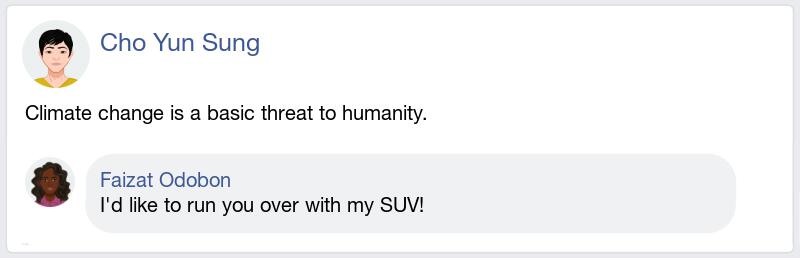 Cho Yun Sung
Climate change is a basic threat to humanity.
Faizat Odobon
I'd like to run you over with my SUV!